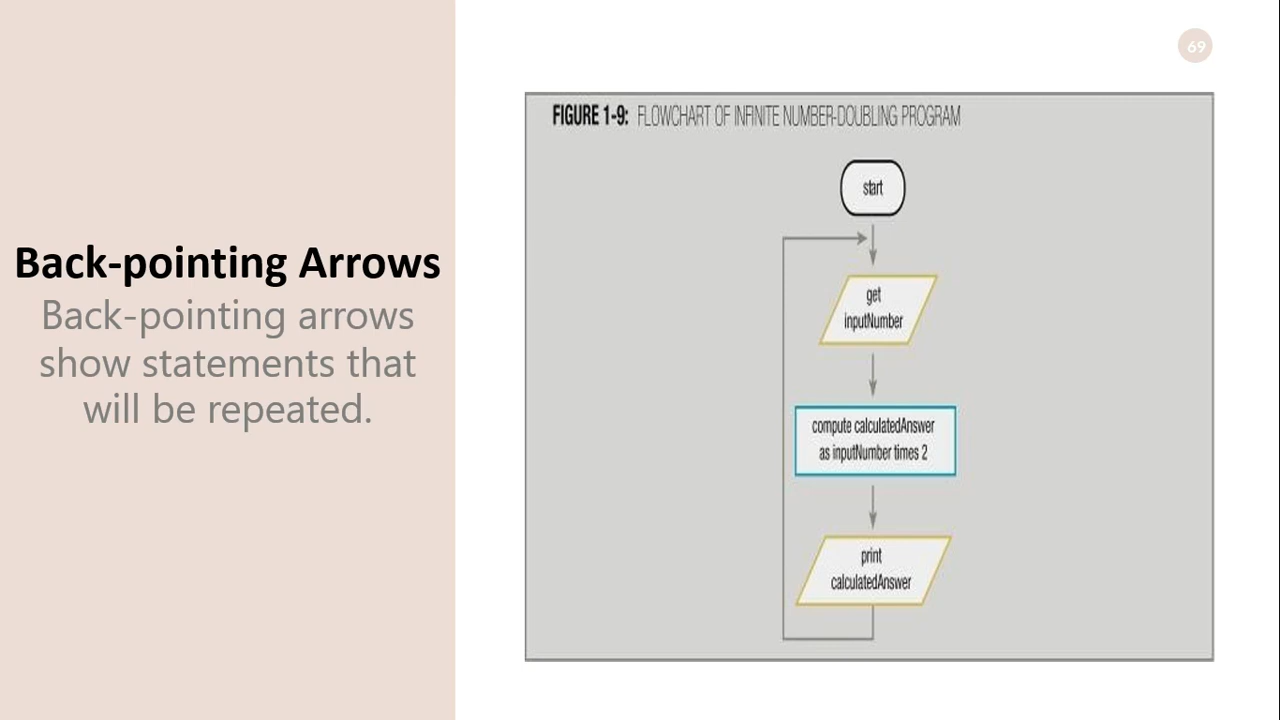 69
Back-pointing Arrows
Back-pointing arrows
show statements that
will be repeated.
FIGURE 1-9: FLOWCHART OF INFINITE NUMBER-DOUBLING PROGRAM
start
get
inputNumber
compute calculatedAnswer
as inputNumber times 2
print
calculatedAnswer